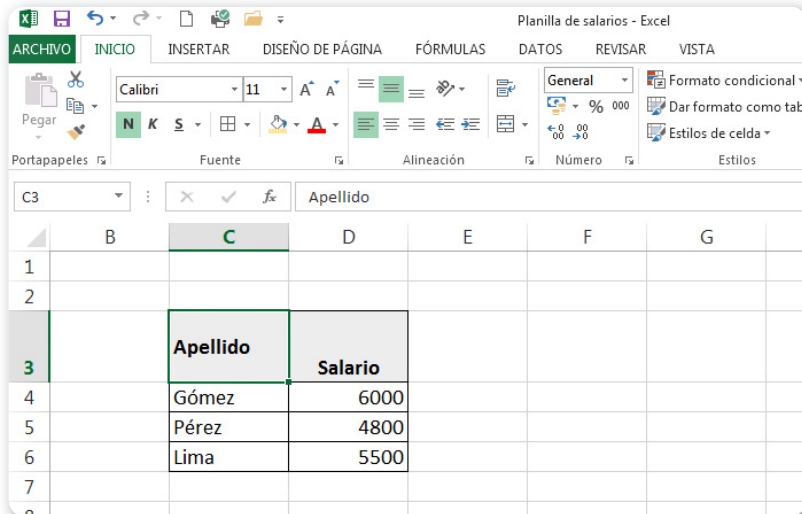 Planilla de salarios - Excel
ARCHIVO INICIO INSERTAR DISEÑO DE PÁGINA FÓRMULAS DATOS REVISAR VISTA
Calibri 11 A A General Formato condicional
Pegar N K S A % 000 Dar formato como tab
Estilos de celda
Portapapeles Fuente Alineación Número Estilos
C3 fx Apellido
B C D E F G
1
2
3 Apellido Salario
4 Gómez 6000
5 Pérez 4800
6 Lima 5500
7